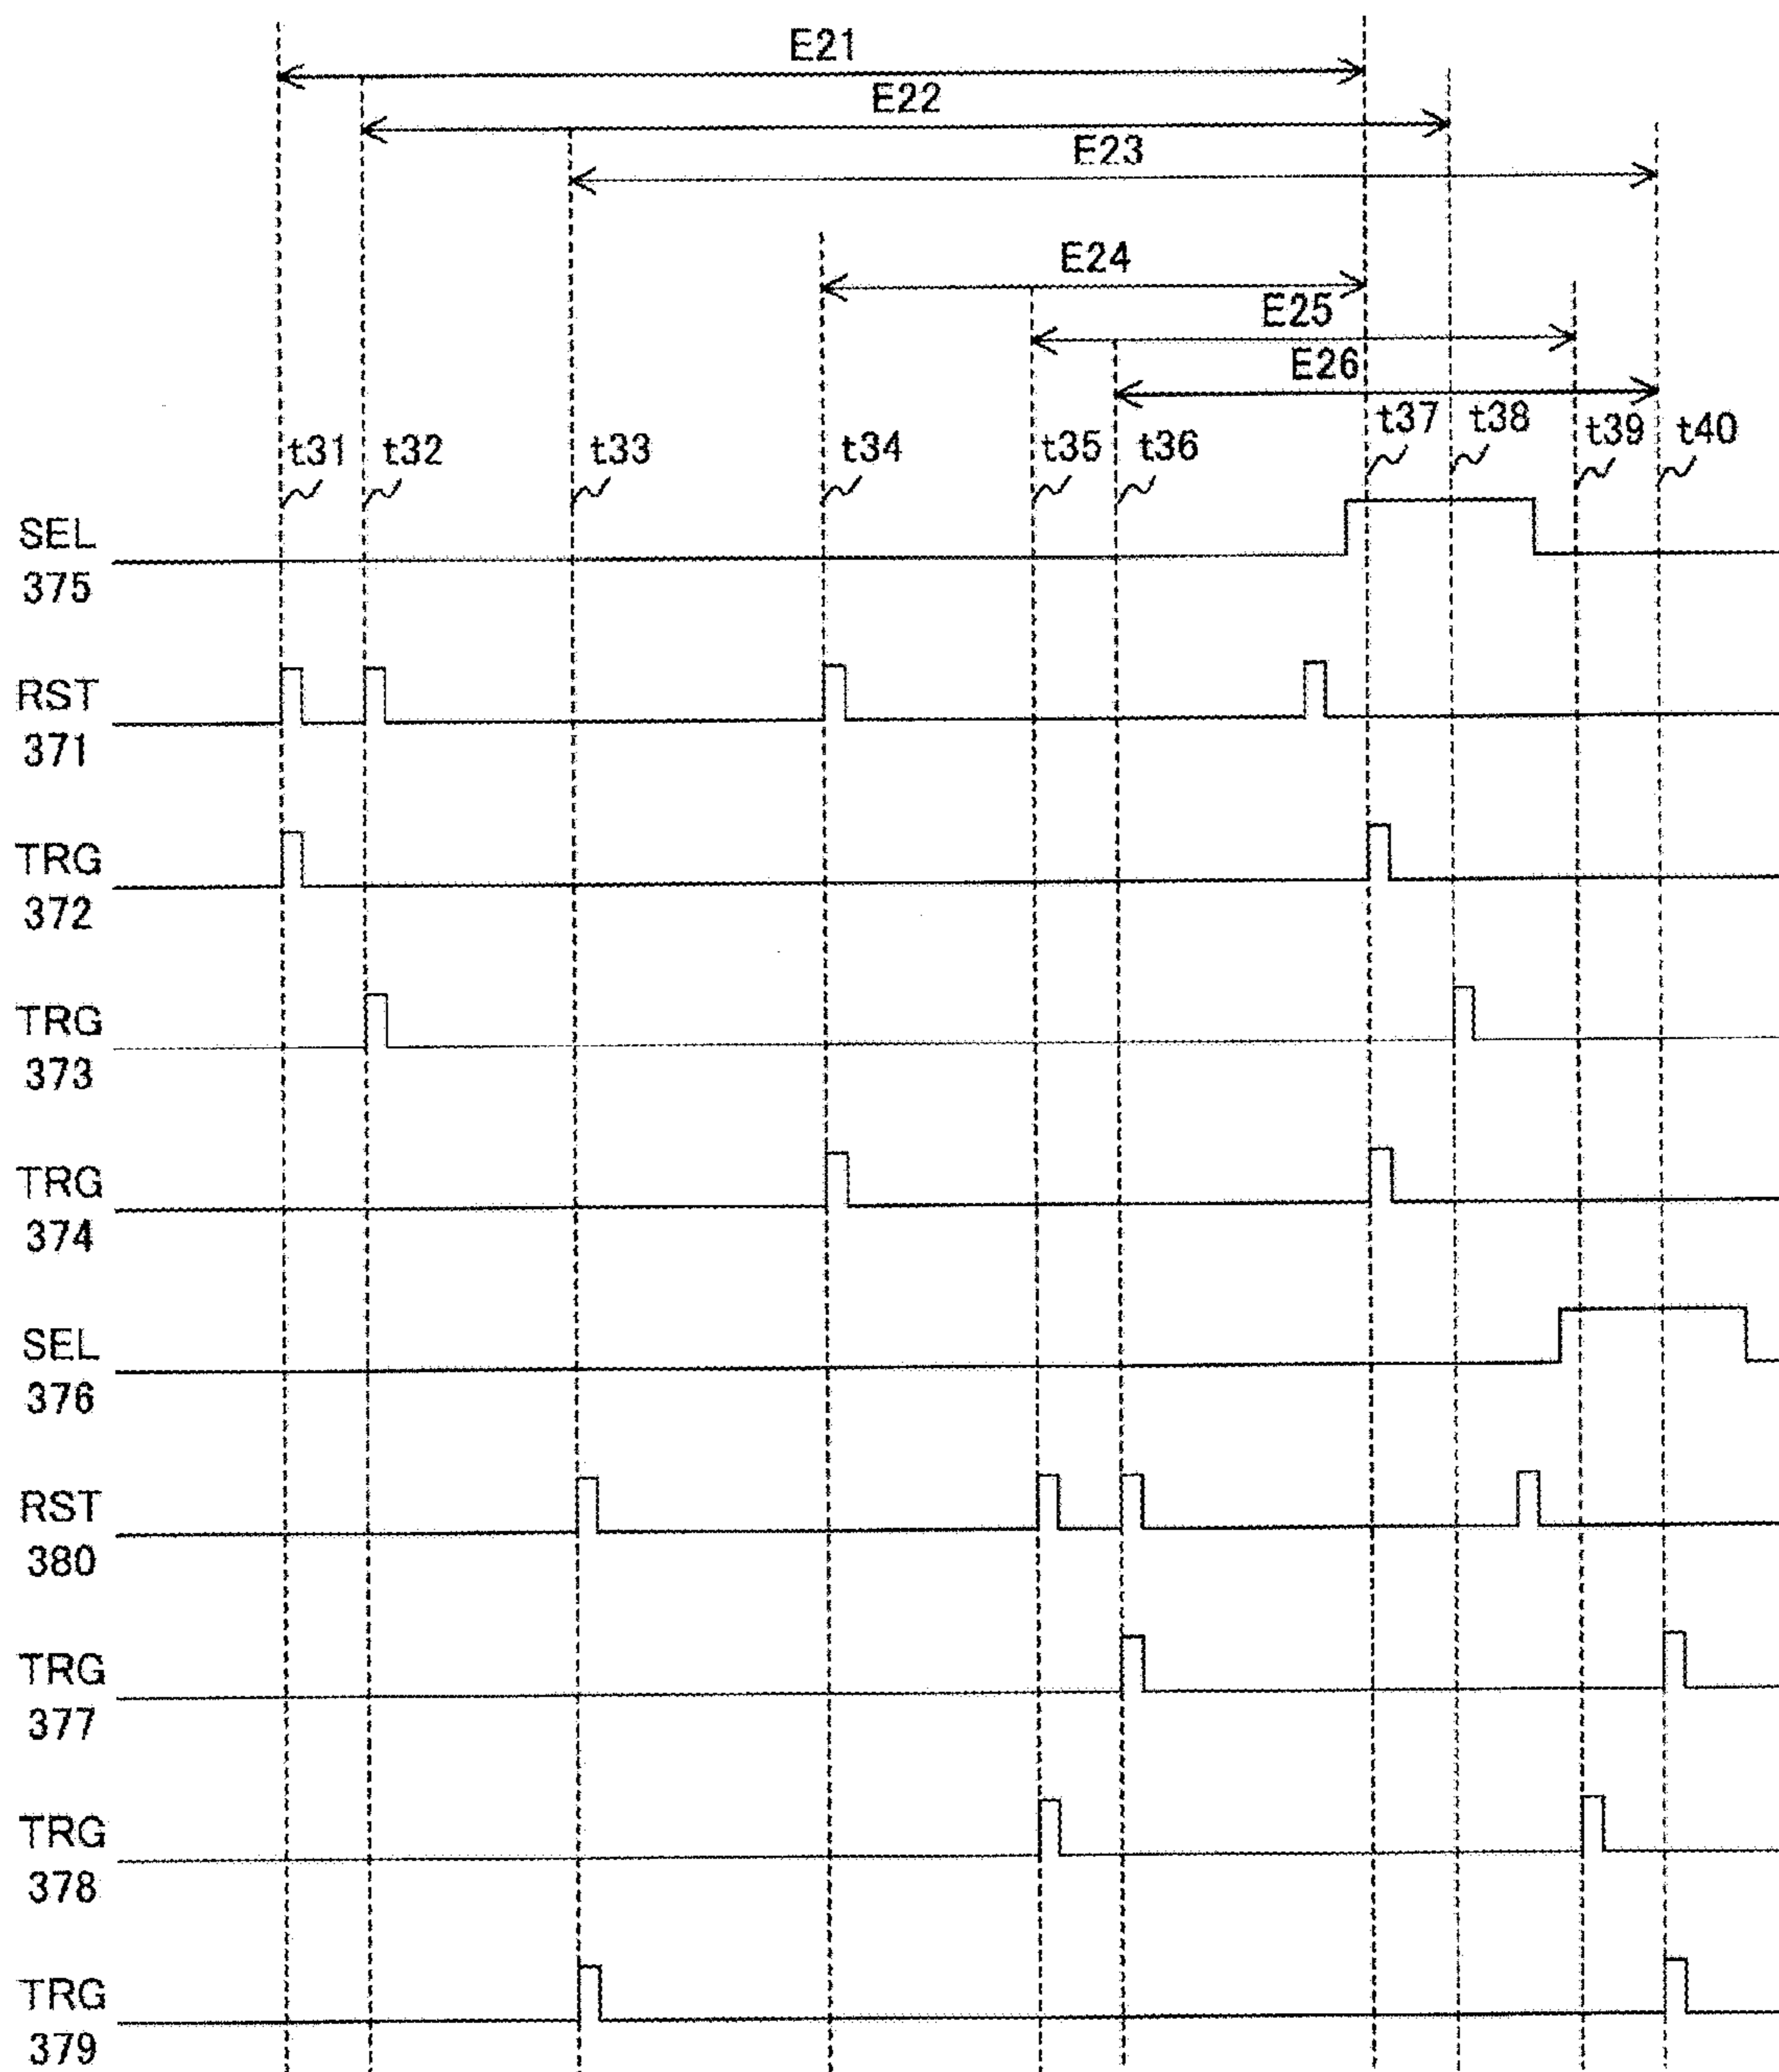 E21
E22
E23
E24
E25
E26
t31 t32 t33 t34 t35 t36 t37 t38 t39 t40
SEL
375
RST
371
TRG
372
TRG
373
TRG
374
SEL
376
RST
380
TRG
377
TRG
378
TRG
379